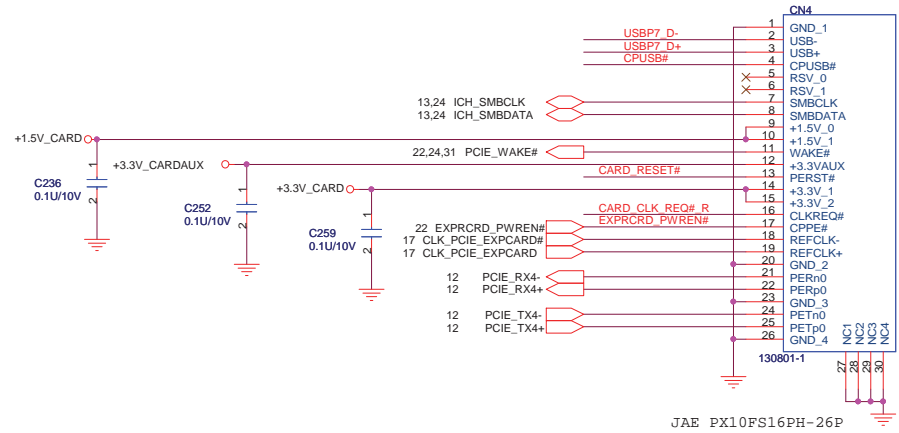 CN4
1 GND_1
USBP7_D- 2 USB-
USBP7_D+ 3 USB+
CPUSB# 4 CPUSB#
5 RSV_0
6 RSV_1
13,24 ICH_SMBCLK 7 SMBCLK
13,24 ICH_SMBDATA 8 SMBDATA
9 +1.5V_0
+1.5V_CARD 10 +1.5V_1
22,24,31 PCIE_WAKE# 11 WAKE#
+3.3V_CARDAUX 12 +3.3VAUX
CARD_RESET# 13 PERST#
+3.3V_CARD 14 +3.3V_1
15 +3.3V_2
CARD_CLK_REQ#_R 16 CLKREQ#
22 EXPRCRD_PWREN# EXPRCRD_PWREN# 17 CPPE#
17 CLK_PCIE_EXPCARD# 18 REFCLK-
17 CLK_PCIE_EXPCARD 19 REFCLK+
20 GND_2
12 PCIE_RX4- 21 PERn0
12 PCIE_RX4+ 22 PERp0
23 GND_3
12 PCIE_TX4- 24 PETn0
12 PCIE_TX4+ 25 PETp0
26 GND_4
1
C236
0.1U/10V
2
1
C252
0.1U/10V
2
1
C259
0.1U/10V
2
NC1 NC2 NC3 NC4
27 28 29 30
130801-1
JAE PX10FS16PH-26P